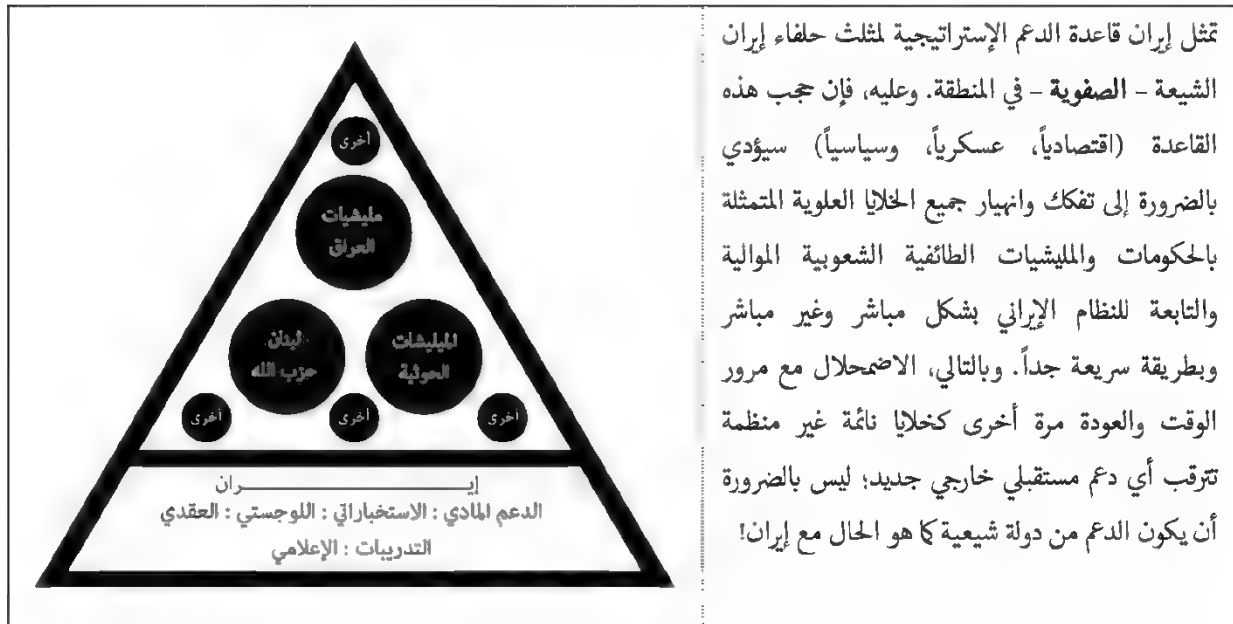 تمثل إيران قاعدة الدعم الإستراتيجية لمثلث حلفاء إيران
الشيعة – الصفوية – في المنطقة. وعليه، فإن حجب هذه
القاعدة (اقتصادياً، عسكرياً، وسياسياً) سيؤدي
بالضرورة إلى تفكك وانهيار جميع الخلايا العلوية المتمثلة
بالحكومات والمليشيات الطائفية الشعوبية الموالية
والتابعة للنظام الإيراني بشكل مباشر وغير مباشر
وبطريقة سريعة جداً. وبالتالي، الاضمحلال مع مرور
الوقت والعودة مرة أخرى كخلايا نائمة غير منظمة
تترقب أي دعم مستقبلي خارجي جديد؛ ليس بالضرورة
أن يكون الدعم من دولة شيعية كما هو الحال مع إيران!
أخرى
مليشيات
العراق
الميليشات
الحوثية
لبنان
حزب الله
أخرى
أخرى
أخرى
إيـــــــــــــــران
الدعم المادي : الاستخباراتي : اللوجستي : العقدي
التدريبات : الإعلامي